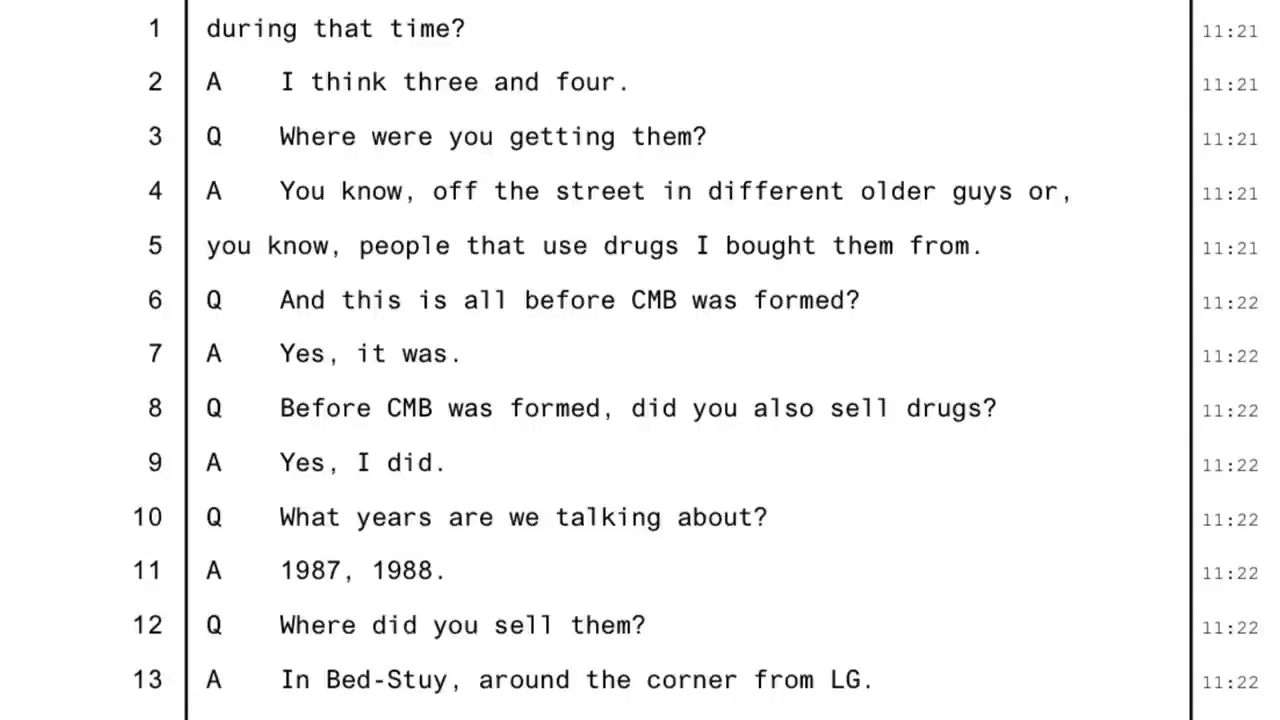 1 during that time? 11:21
2 A I think three and four. 11:21
3 Q Where were you getting them? 11:21
4 A You know, off the street in different older guys or, 11:21
5 you know, people that use drugs I bought them from. 11:21
6 Q And this is all before CMB was formed? 11:22
7 A Yes, it was. 11:22
8 Q Before CMB was formed, did you also sell drugs? 11:22
9 A Yes, I did. 11:22
10 Q What years are we talking about? 11:22
11 A 1987, 1988. 11:22
12 Q Where did you sell them? 11:22
13 A In Bed-Stuy, around the corner from LG. 11:22